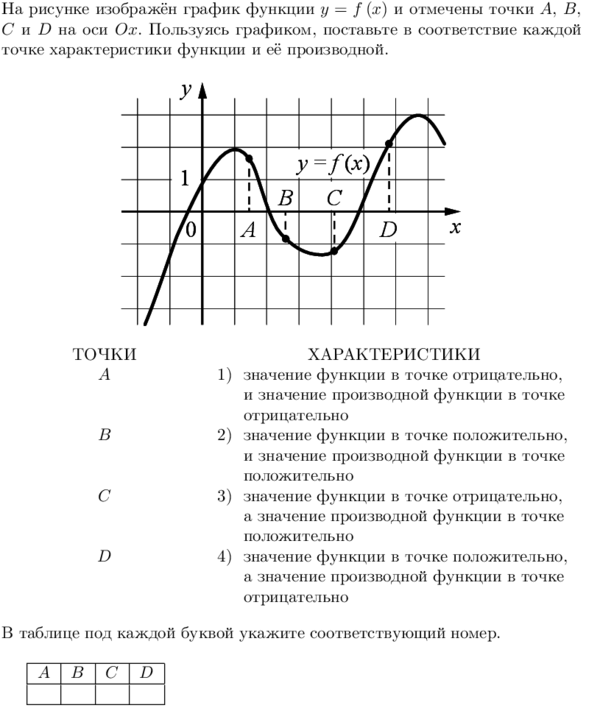 На рисунке изображён график функции y = f (x) и отмечены точки A, B,
C и D на оси Ox. Пользуясь графиком, поставьте в соответствие каждой
точке характеристики функции и её производной.
y
y = f(x)
1
B C
0 A D x
ТОЧКИ ХАРАКТЕРИСТИКИ
A 1) значение функции в точке отрицательно,
и значение производной функции в точке
отрицательно
B 2) значение функции в точке положительно,
и значение производной функции в точке
положительно
C 3) значение функции в точке отрицательно,
а значение производной функции в точке
положительно
D 4) значение функции в точке положительно,
а значение производной функции в точке
отрицательно
В таблице под каждой буквой укажите соответствующий номер.
A B C D